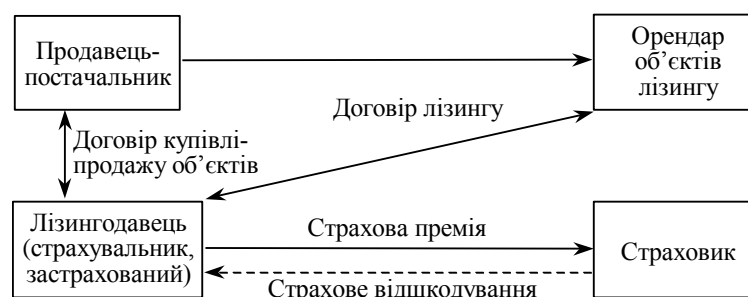 Продавець-
постачальник
Орендар
об’єктів
лізингу
Договір лізингу
Договір купівлі-
продажу об’єктів
Лізингодавець
(страхувальник,
застрахований)
Страхова премія
Страховик
Страхове відшкодування